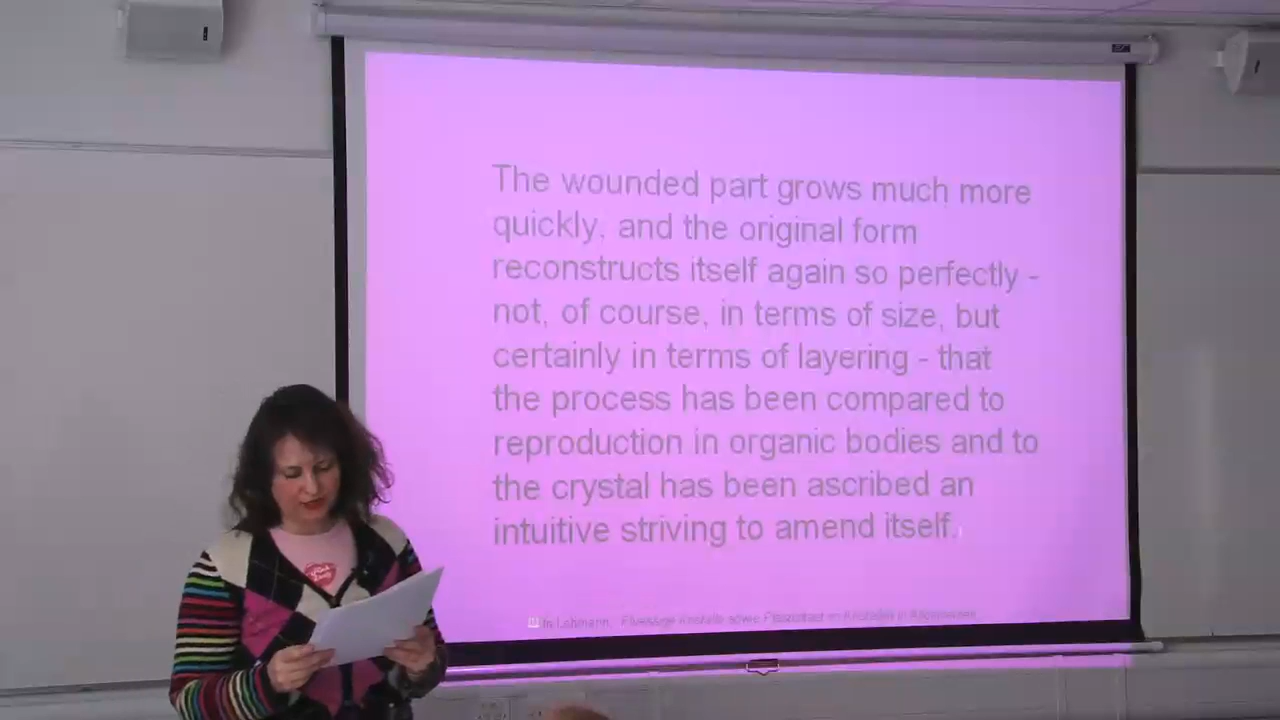 The wounded part grows much more
quickly, and the original form
reconstructs itself again so perfectly -
not, of course, in terms of size, but
certainly in terms of layering - that
the process has been compared to
reproduction in organic bodies and to
the crystal has been ascribed an
intuitive striving to amend itself.
Lehmann,